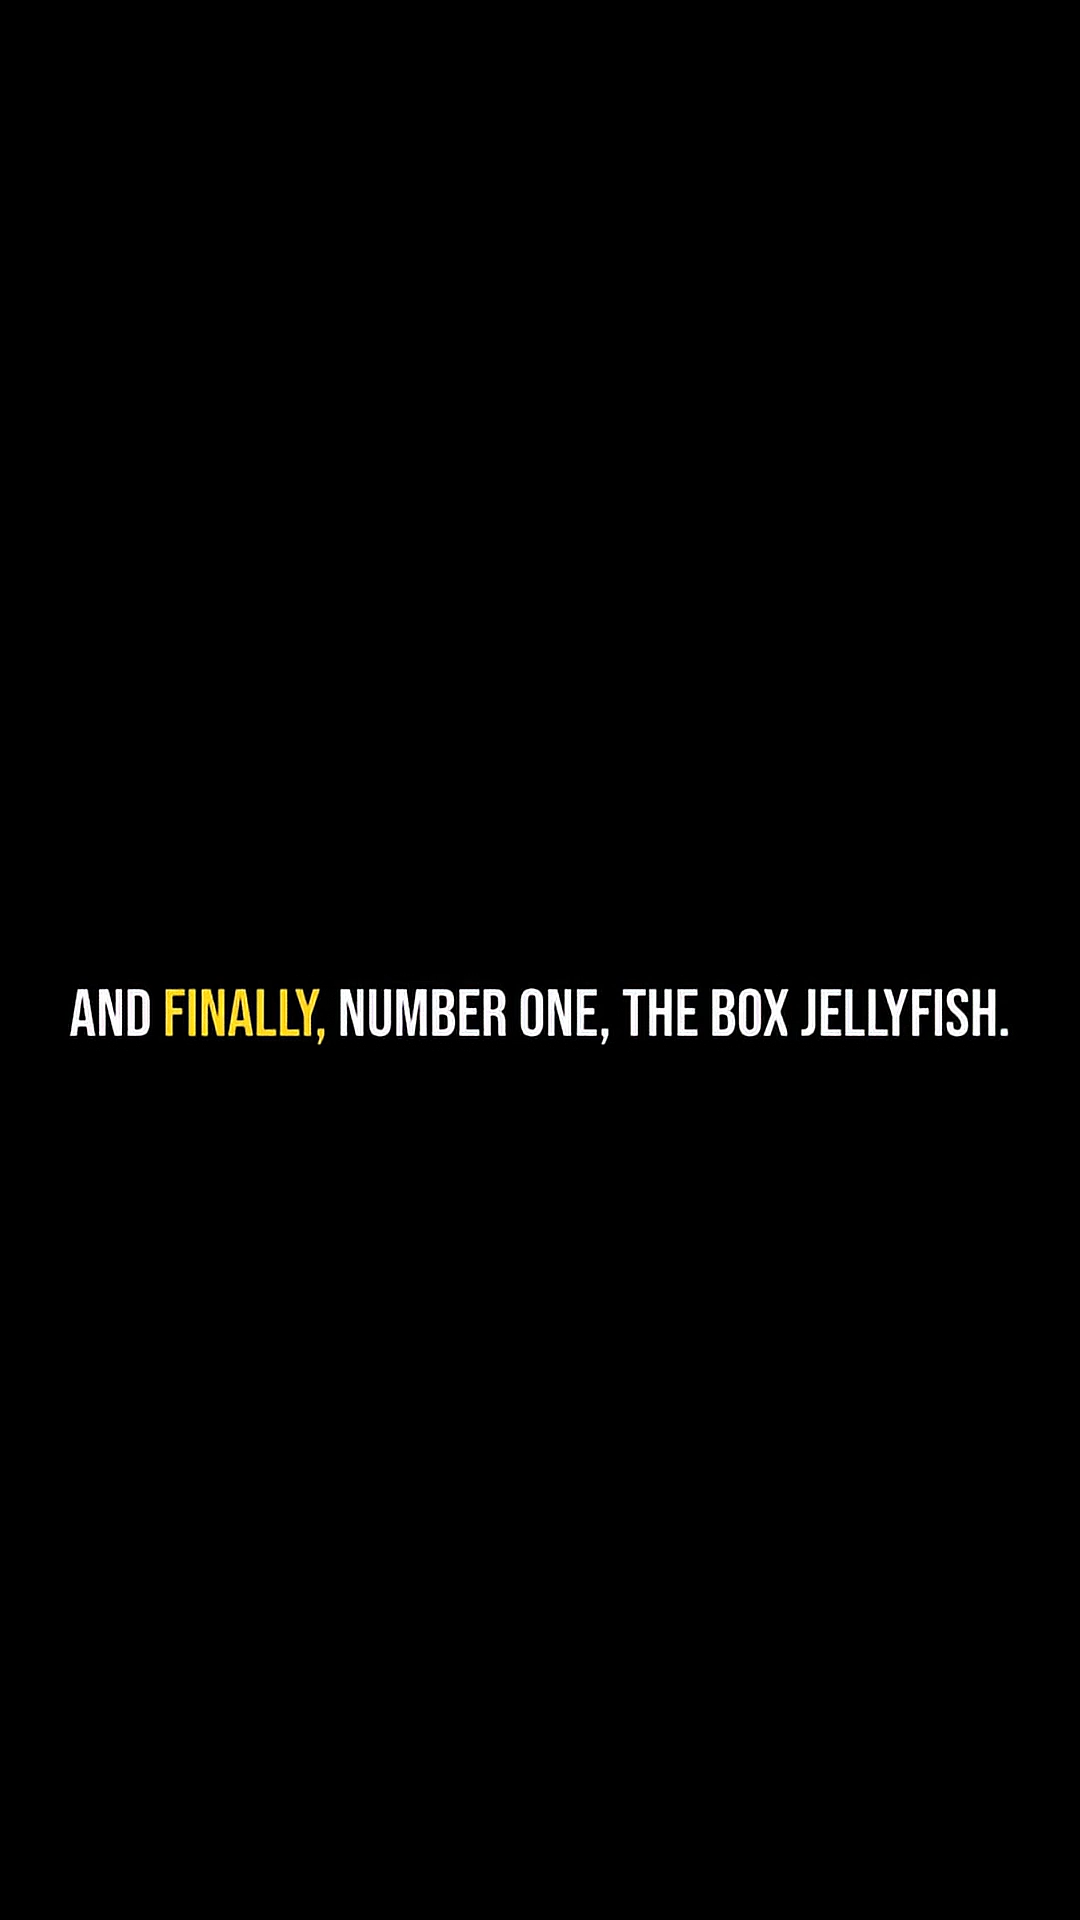 AND FINALLY, NUMBER ONE, THE BOX JELLYFISH.